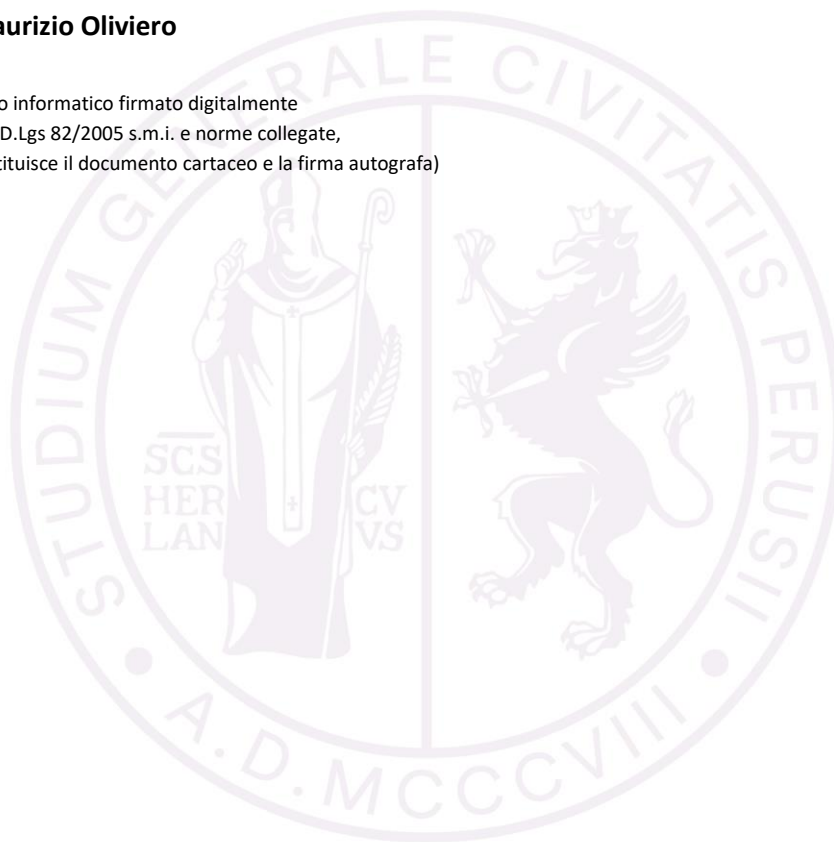 aurizio Oliviero
o informatico firmato digitalmente
D.Lgs 82/2005 s.m.i. e norme collegate,
tituisce il documento cartaceo e la firma autografa)
STUDIUM GENERALE CIVITATIS PERUSII
SCS
HER
LAN
CV
VS
A.D. MCCCVIII